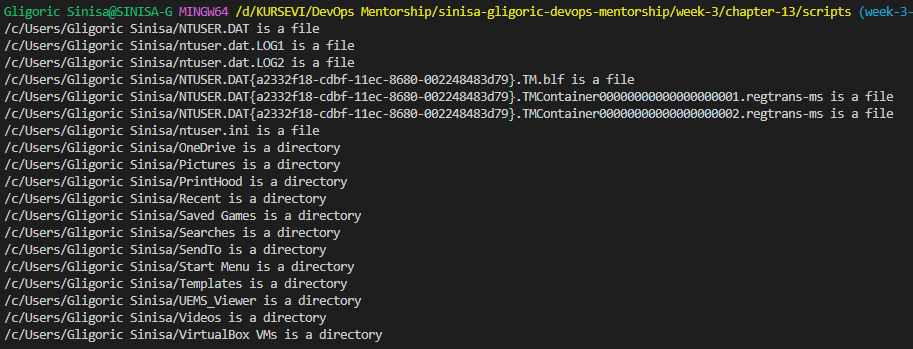 Gligoric Sinisa@SINISA-G MINGW64 /d/KURSEVI/DevOps Mentorship/sinisa-gligoric-devops-mentorship/week-3/chapter-13/scripts (week-3-
/c/Users/Gligoric Sinisa/NTUSER.DAT is a file
/c/Users/Gligoric Sinisa/ntuser.dat.LOG1 is a file
/c/Users/Gligoric Sinisa/ntuser.dat.LOG2 is a file
/c/Users/Gligoric Sinisa/NTUSER.DAT{a2332f18-cdbf-11ec-8680-002248483d79}.TM.blf is a file
/c/Users/Gligoric Sinisa/NTUSER.DAT{a2332f18-cdbf-11ec-8680-002248483d79}.TMContainer00000000000000000001.regtrans-ms is a file
/c/Users/Gligoric Sinisa/NTUSER.DAT{a2332f18-cdbf-11ec-8680-002248483d79}.TMContainer00000000000000000002.regtrans-ms is a file
/c/Users/Gligoric Sinisa/ntuser.ini is a file
/c/Users/Gligoric Sinisa/OneDrive is a directory
/c/Users/Gligoric Sinisa/Pictures is a directory
/c/Users/Gligoric Sinisa/PrintHood is a directory
/c/Users/Gligoric Sinisa/Recent is a directory
/c/Users/Gligoric Sinisa/Saved Games is a directory
/c/Users/Gligoric Sinisa/Searches is a directory
/c/Users/Gligoric Sinisa/SendTo is a directory
/c/Users/Gligoric Sinisa/Start Menu is a directory
/c/Users/Gligoric Sinisa/Templates is a directory
/c/Users/Gligoric Sinisa/UEMS_Viewer is a directory
/c/Users/Gligoric Sinisa/Videos is a directory
/c/Users/Gligoric Sinisa/VirtualBox VMs is a directory